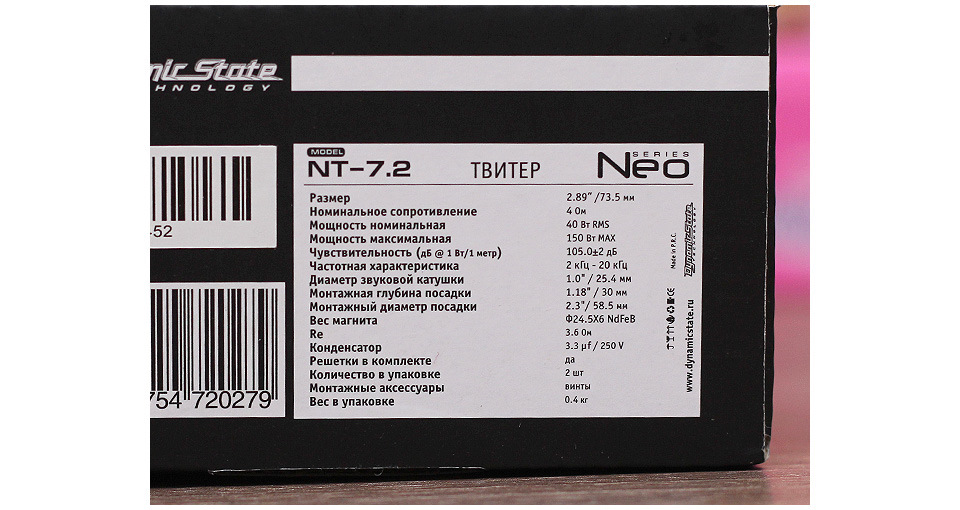 State
HNOLOGY
MODEL
NT-7.2 ТВИТЕР SERIES Neo
Размер 2.89" /73.5 мм
Номинальное сопротивление 4 Ом
Мощность номинальная 40 Вт RMS
Мощность максимальная 150 Вт MAX
Чувствительность (дБ @ 1 Вт/1 метр) 105.0±2 дБ
Частотная характеристика 2 кГц - 20 кГц
Диаметр звуковой катушки 1.0" / 25.4 мм
Монтажная глубина посадки 1.18" / 30 мм
Монтажный диаметр посадки 2.3"/ 58.5 мм
Вес магнита Ф24.5X6 NdFeB
Re 3.6 Ом
Конденсатор 3.3 μf / 250 V
Решетки в комплекте да
Количество в упаковке 2 шт
Монтажные аксессуары винты
Вес в упаковке 0.4 кг
Made in P.R.C.
Dynamic State
www.dynamicstate.ru
-52
754 720279